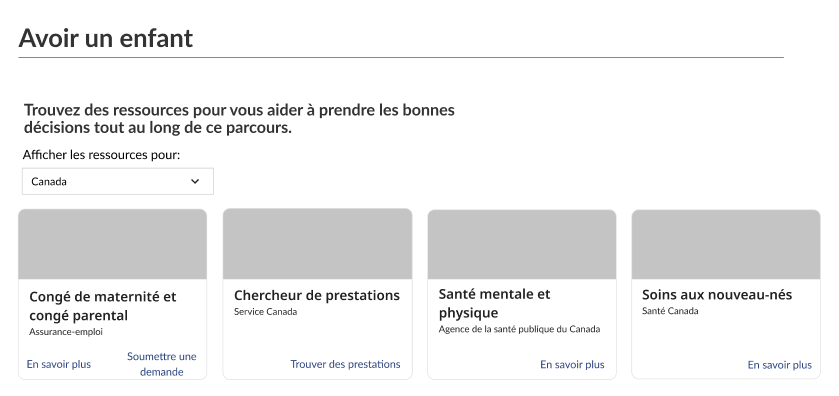 Avoir un enfant
Trouvez des ressources pour vous aider à prendre les bonnes
décisions tout au long de ce parcours.
Afficher les ressources pour:
Canada
Congé de maternité et
congé parental
Assurance-emploi
En savoir plus
Soumettre une
demande
Chercheur de prestations
Service Canada
Trouver des prestations
Santé mentale et
physique
Agence de la santé publique du Canada
En savoir plus
Soins aux nouveau-nés
Santé Canada
En savoir plus